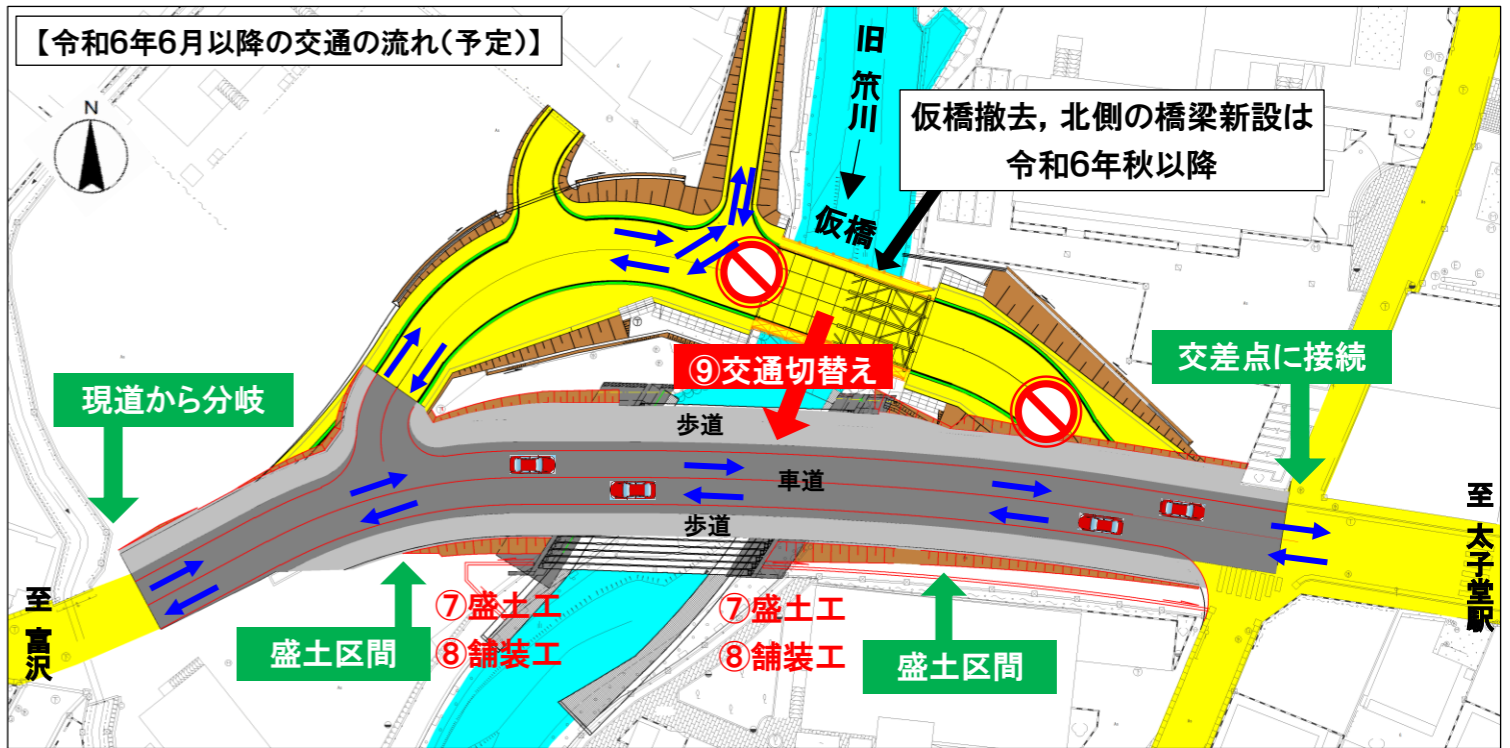 【令和6年6月以降の交通の流れ(予定)】
N
旧 笊川
仮橋撤去，北側の橋梁新設は
令和6年秋以降
仮橋
⑨交通切替え
交差点に接続
現道から分岐
歩道
車道
歩道
至 富沢
至 太子堂駅
⑦盛土工
⑧舗装工
盛土区間
⑦盛土工
⑧舗装工
盛土区間